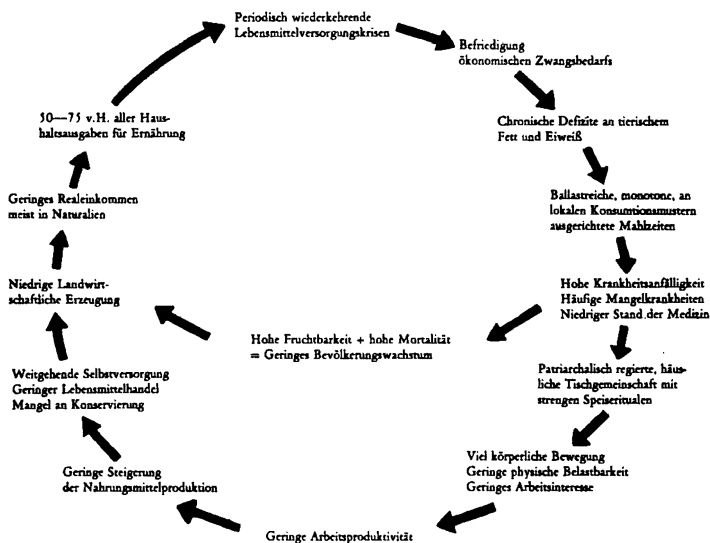 Periodisch wiederkehrende
Lebensmittelversorgungskrisen
Befriedigung
ökonomischen Zwangsbedarfs
Chronische Defizite an tierischem
Fett und Eiweiß
Ballastreiche, monotone, an
lokalen Konsumtionsmustern
ausgerichtete Mahlzeiten
Hohe Krankheitsanfälligkeit
Häufige Mangelkrankheiten
Niedriger Stand der Medizin
Patriarchalisch regierte, häus-
liche Tischgemeinschaft mit
strengen Speiseritualen
Viel körperliche Bewegung
Geringe physische Belastbarkeit
Geringes Arbeitsinteresse
Geringe Arbeitsproduktivität
Geringe Steigerung
der Nahrungsmittelproduktion
Weitgehende Selbstversorgung
Geringer Lebensmittelhandel
Mangel an Konservierung
Niedrige Landwirt-
schaftliche Erzeugung
Geringes Realeinkommen
meist in Naturalien
50—75 v.H. aller Haus-
haltsausgaben für Ernährung
Hohe Fruchtbarkeit + hohe Mortalität
= Geringes Bevölkerungswachstum